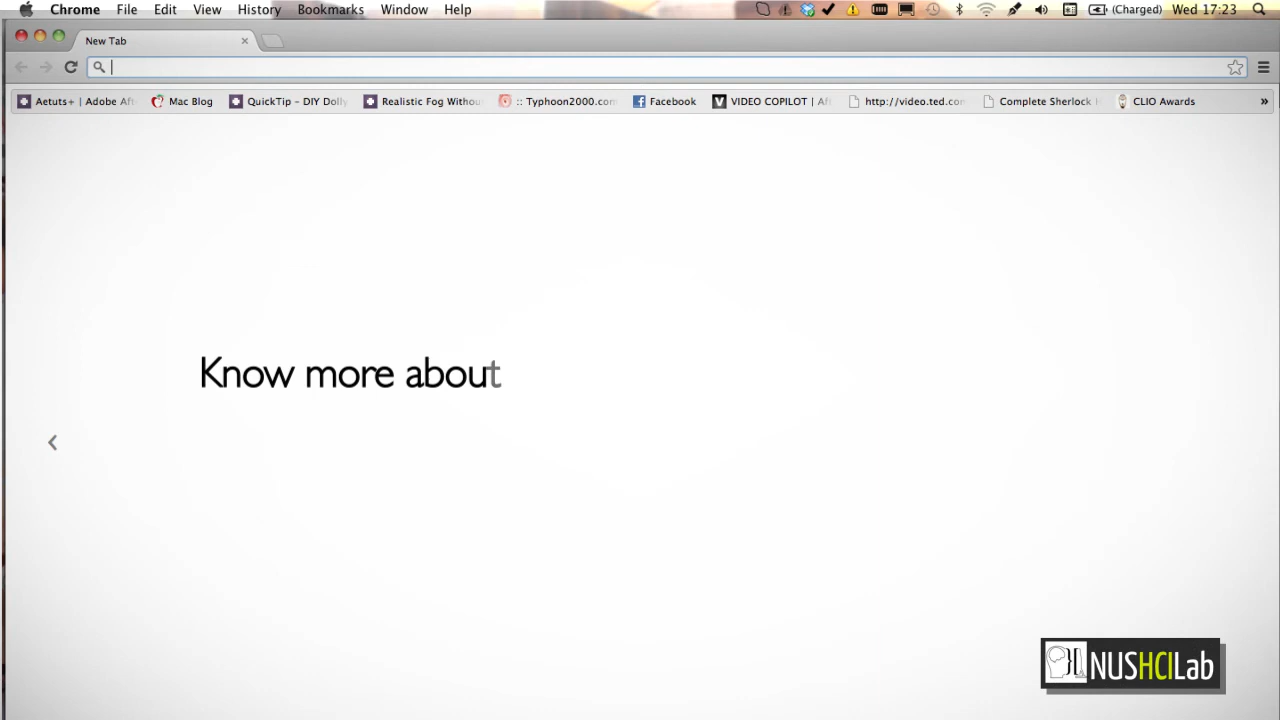 Chrome File Edit View History Bookmarks Window Help (Charged) Wed 17:23
New Tab
Aetuts+ | Adobe Aft Mac Blog QuickTip – DIY Dolly Realistic Fog Withou :: Typhoon2000.com Facebook VIDEO COPILOT | Aft http://video.ted.com Complete Sherlock CLIO Awards »
Know more about
NUSHCILab